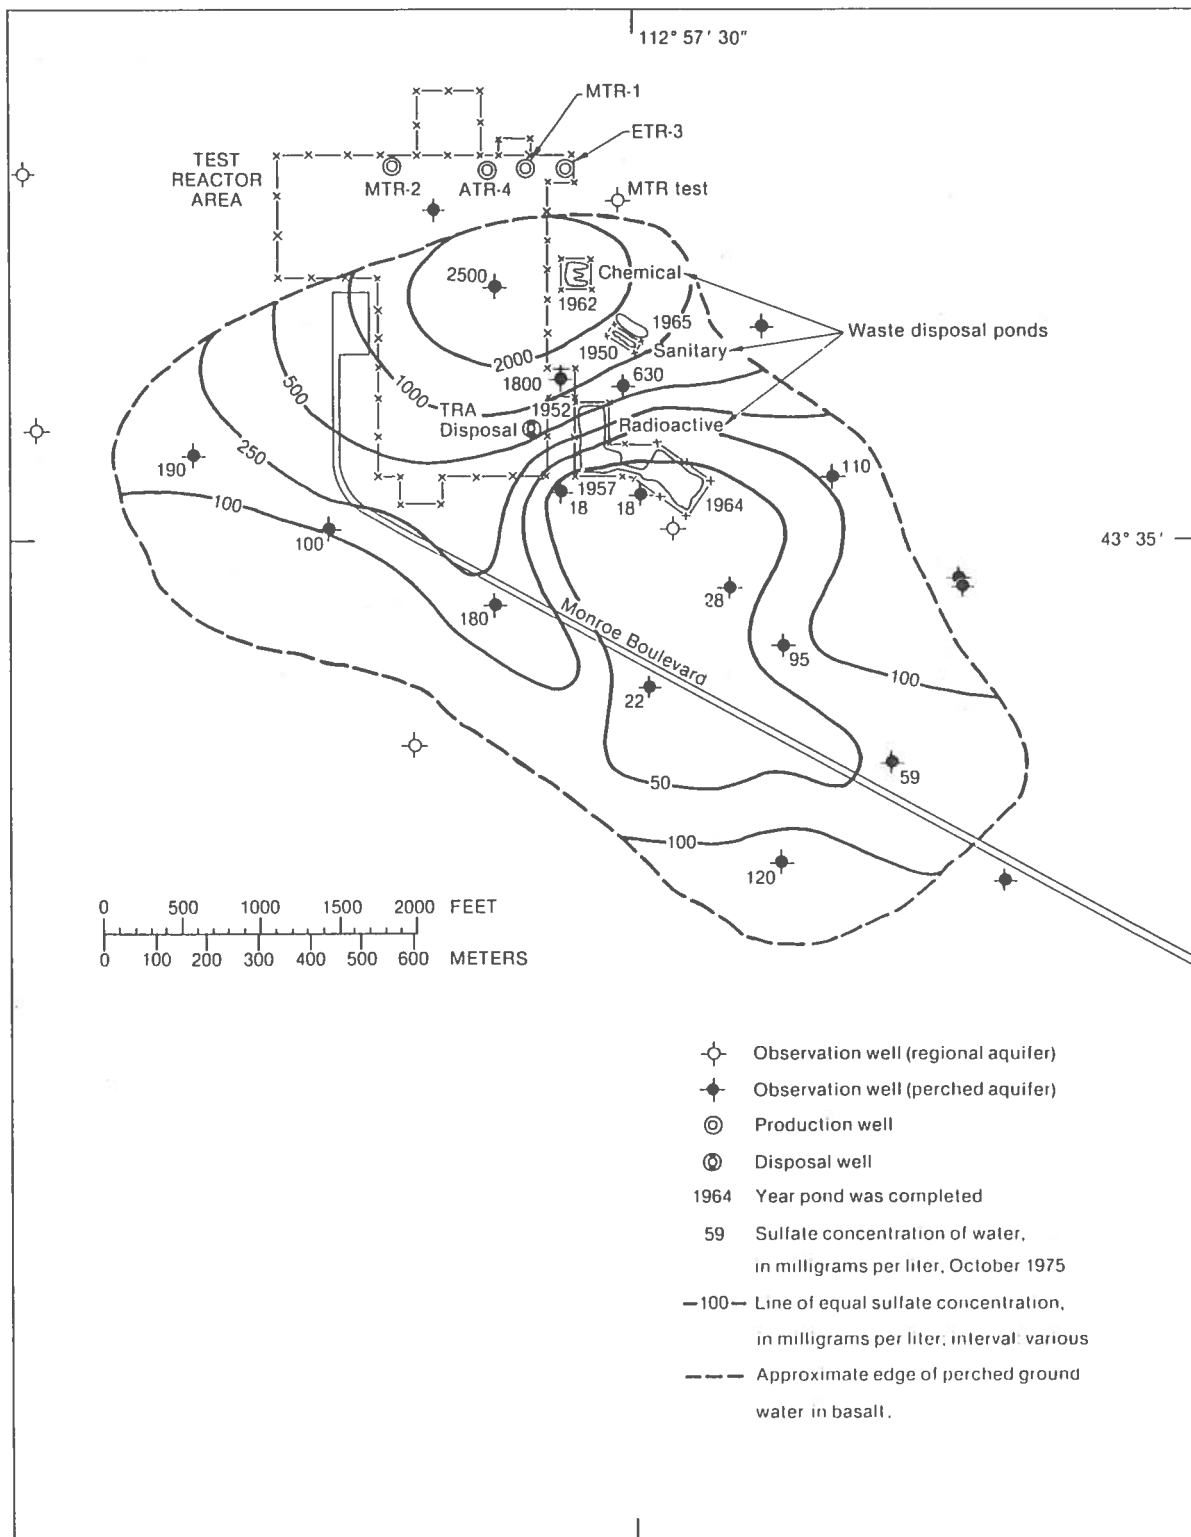 112° 57′ 30″
MTR-1
ETR-3
TEST
REACTOR
AREA
MTR-2
ATR-4
MTR test
2500
Chemical
1962
1965
1950
Sanitary
Waste disposal ponds
2000
1800
630
1000
500
TRA
Disposal
1952
Radioactive
250
190
110
100
1957
1964
18
18
100
43° 35′
28
180
Monroe Boulevard
95
100
22
50
59
100
120
0 500 1000 1500 2000 FEET
0 100 200 300 400 500 600 METERS
Observation well (regional aquifer)
Observation well (perched aquifer)
Production well
Disposal well
1964 Year pond was completed
59 Sulfate concentration of water,
in milligrams per liter, October 1975
100 Line of equal sulfate concentration,
in milligrams per liter; interval various
Approximate edge of perched ground
water in basalt.